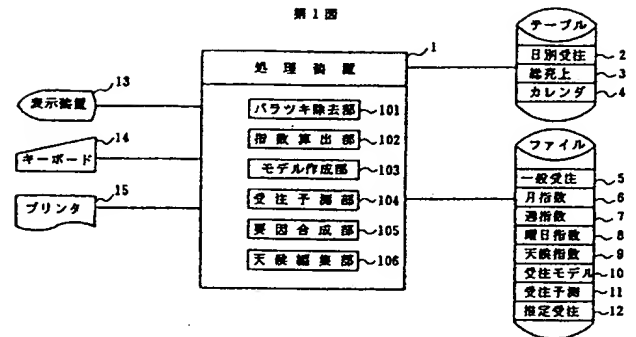 第1図
1
処理装置
バラツキ除去部 101
指数算出部 102
モデル作成部 103
受注予測部 104
要因合成部 105
天候編集部 106
13
表示装置
14
キーボード
15
プリンタ
テーブル
日別受注 2
総売上 3
カレンダ 4
ファイル
一般受注 5
月指数 6
週指数 7
曜日指数 8
天候指数 9
受注モデル 10
受注予測 11
指定受注 12